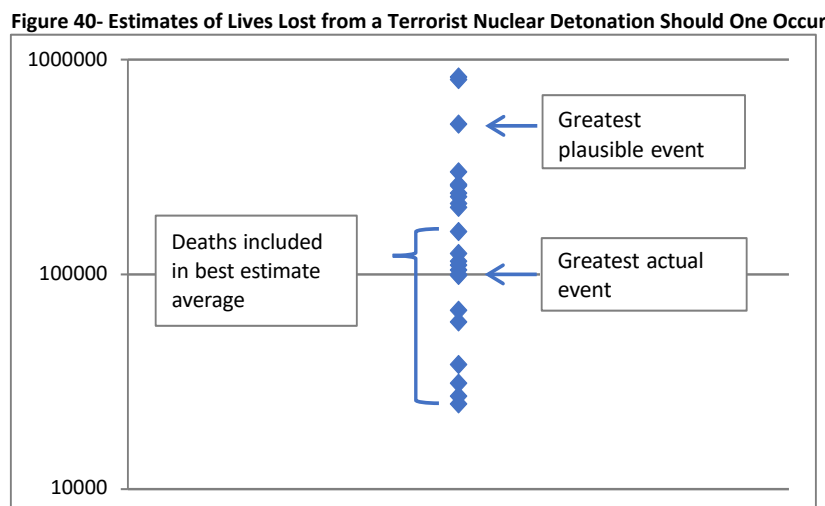 Figure 40- Estimates of Lives Lost from a Terrorist Nuclear Detonation Should One Occur
1000000
Greatest
plausible event
Deaths included
in best estimate
average
100000
Greatest actual
event
10000